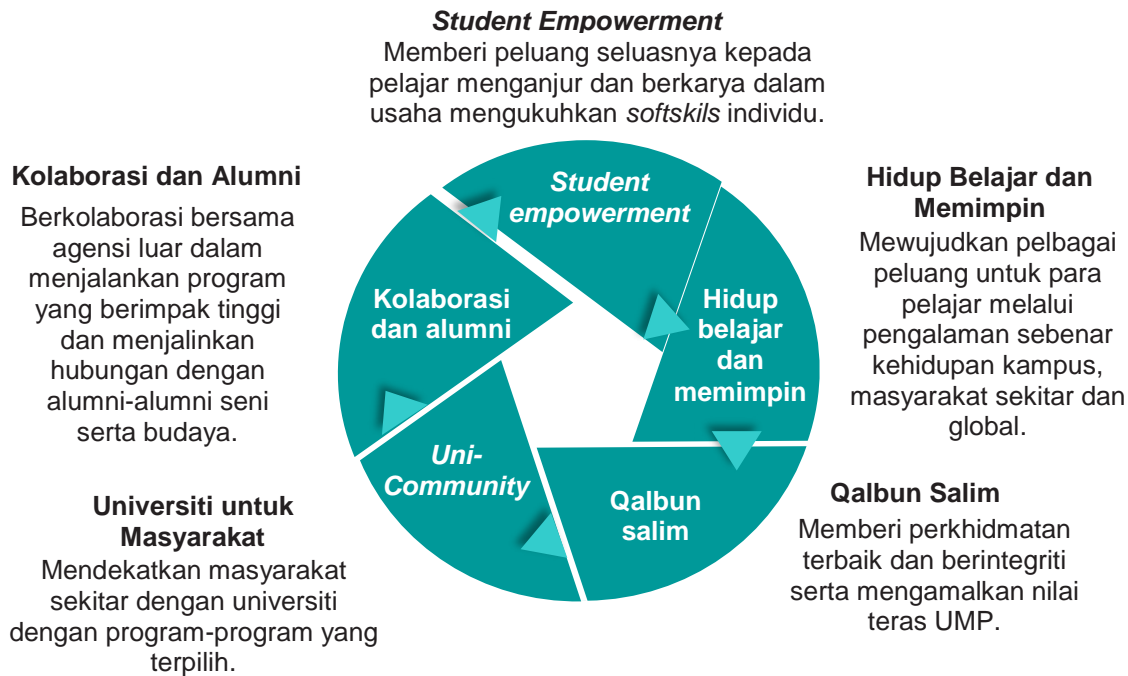 Student Empowerment
Memberi peluang seluasnya kepada
pelajar menganjur dan berkarya dalam
usaha mengukuhkan softskils individu.
Kolaborasi dan Alumni
Berkolaborasi bersama
agensi luar dalam
menjalankan program
yang berimpak tinggi
dan menjalinkan
hubungan dengan
alumni-alumni seni
serta budaya.
Student
empowerment
Kolaborasi
dan alumni
Hidup
belajar
dan
memimpin
Uni-
Community
Qalbun
salim
Hidup Belajar dan
Memimpin
Mewujudkan pelbagai
peluang untuk para
pelajar melalui
pengalaman sebenar
kehidupan kampus,
masyarakat sekitar dan
global.
Universiti untuk
Masyarakat
Mendekatkan masyarakat
sekitar dengan universiti
dengan program-program yang
terpilih.
Qalbun Salim
Memberi perkhidmatan
terbaik dan berintegriti
serta mengamalkan nilai
teras UMP.